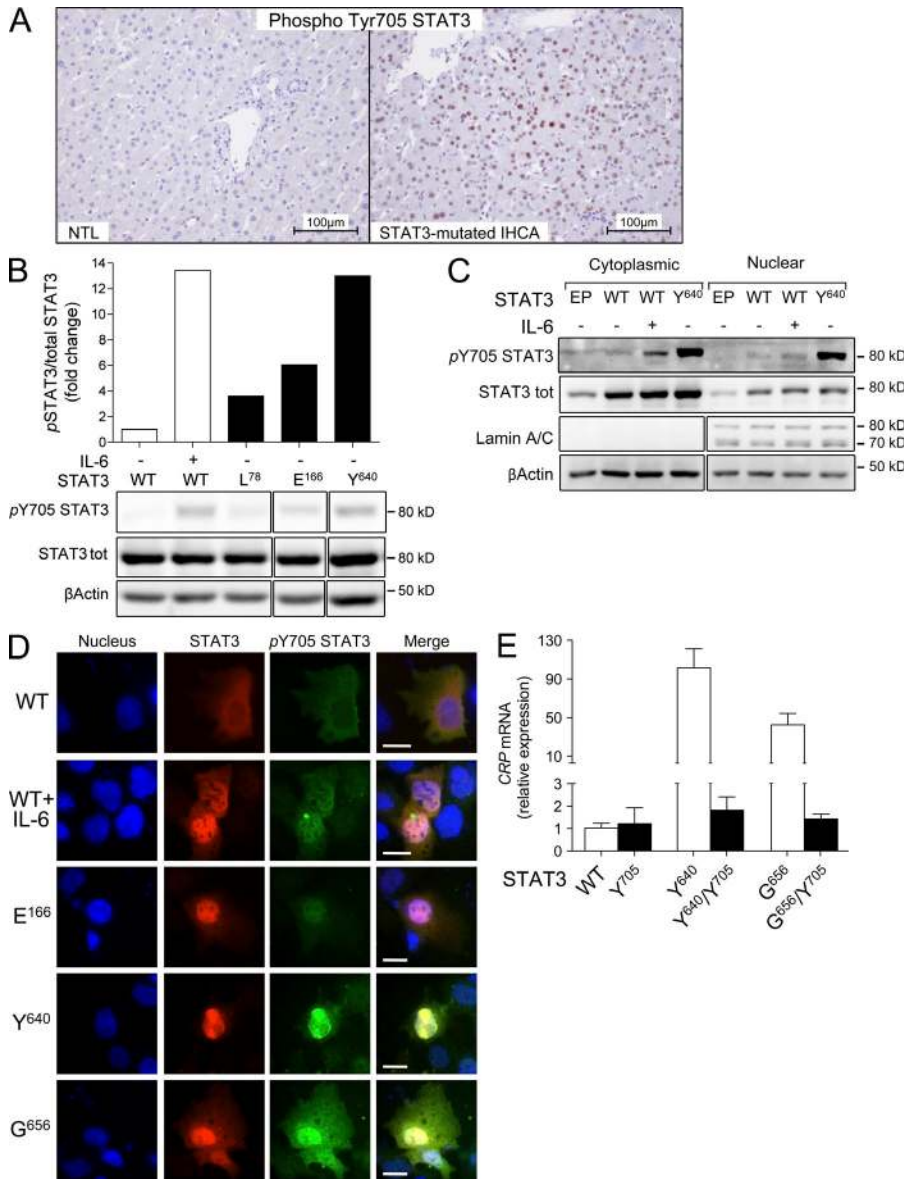 A
Phospho Tyr705 STAT3
NTL
100µm
STAT3-mutated IHCA
100µm
B
pSTAT3/total STAT3
(fold change)
14
12
10
8
6
4
2
0
IL-6 - + - - -
STAT3 WT WT L⁷⁸ E¹⁶⁶ Y⁶⁴⁰
pY705 STAT3
80 kD
STAT3 tot
80 kD
βActin
50 kD
C
Cytoplasmic Nuclear
STAT3 EP WT WT Y⁶⁴⁰ EP WT WT Y⁶⁴⁰
IL-6 - - + - - - + -
pY705 STAT3
80 kD
STAT3 tot
80 kD
Lamin A/C
80 kD
70 kD
βActin
50 kD
D
Nucleus STAT3 pY705 STAT3 Merge
WT
WT+
IL-6
E¹⁶⁶
Y⁶⁴⁰
G⁶⁵⁶
E
CRP mRNA
(relative expression)
130
90
50
10
3
2
1
0
STAT3 WT Y⁷⁰⁵ Y⁶⁴⁰ Y⁶⁴⁰/Y⁷⁰⁵ G⁶⁵⁶ G⁶⁵⁶/Y⁷⁰⁵